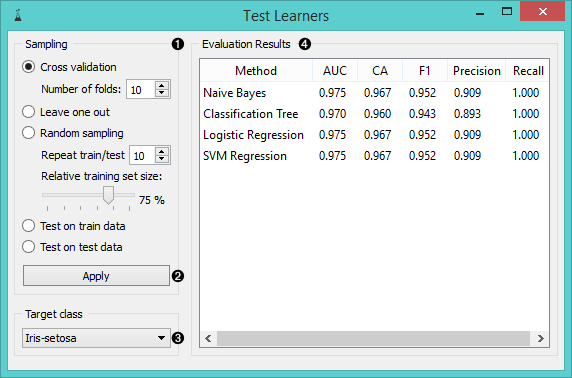 Test Learners
Sampling ❶
Cross validation
Number of folds: 10
Leave one out
Random sampling
Repeat train/test 10
Relative training set size:
75 %
Test on train data
Test on test data
Apply ❷
Target class
Iris-setosa ❸
Evaluation Results ❹
Method AUC CA F1 Precision Recall
Naive Bayes 0.975 0.967 0.952 0.909 1.000
Classification Tree 0.970 0.960 0.943 0.893 1.000
Logistic Regression 0.975 0.967 0.952 0.909 1.000
SVM Regression 0.975 0.967 0.952 0.909 1.000